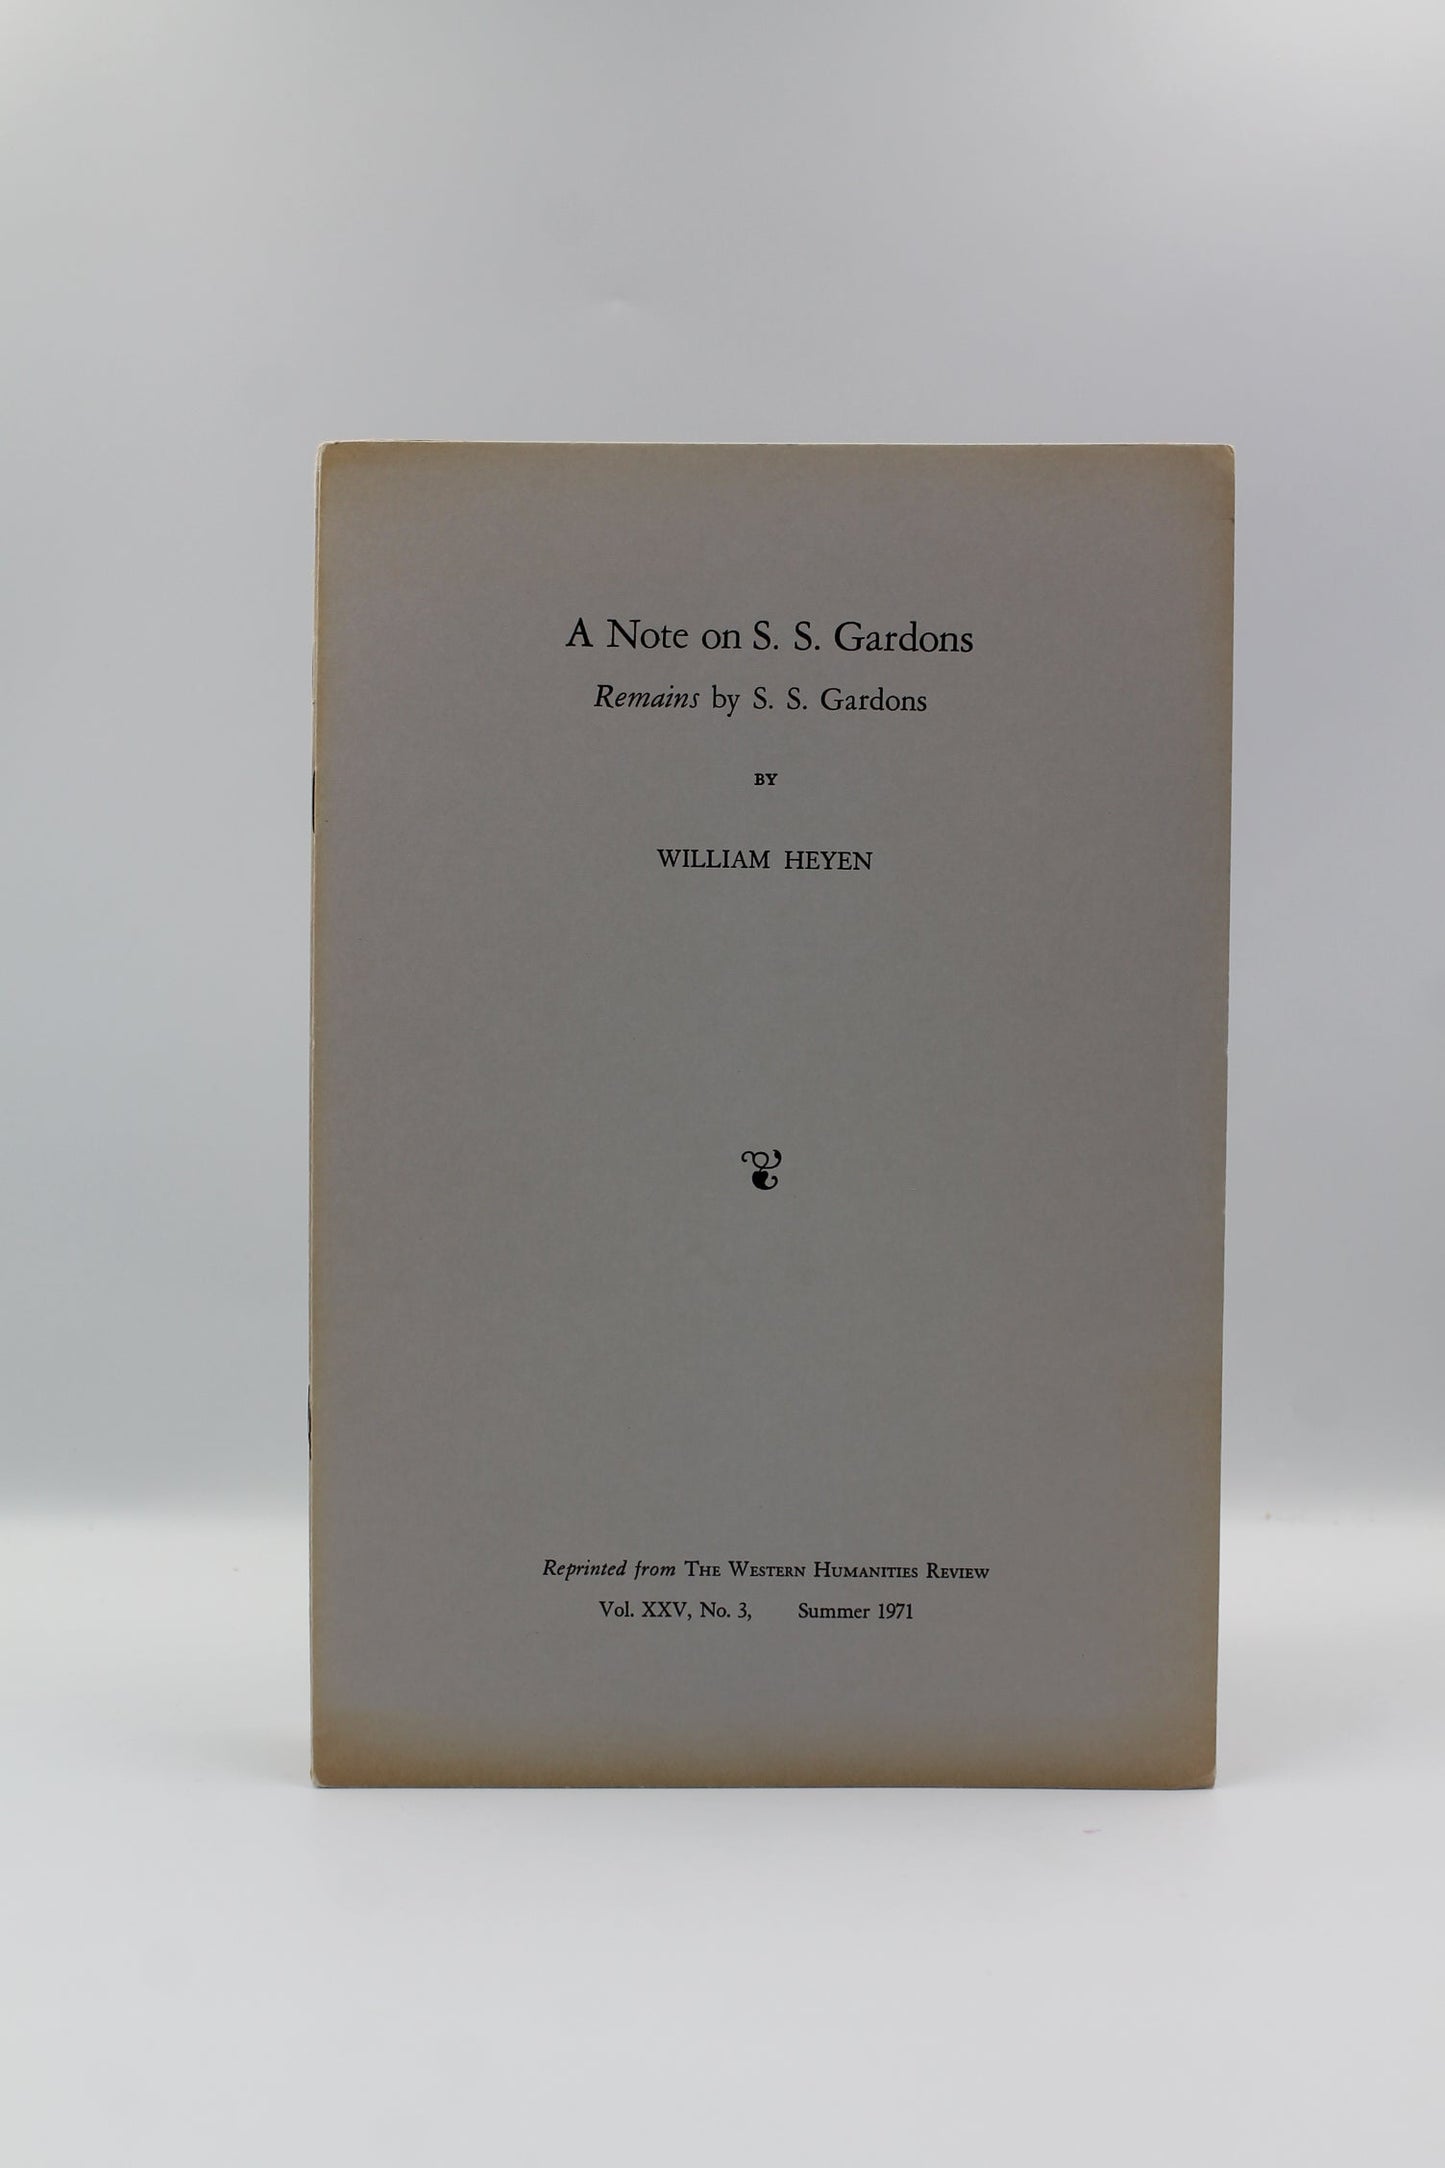 A Note on S. S. Gardons
Remains by S. S. Gardons
BY
WILLIAM HEYEN
Reprinted from THE WESTERN HUMANITIES REVIEW
Vol. XXV, No. 3, Summer 1971